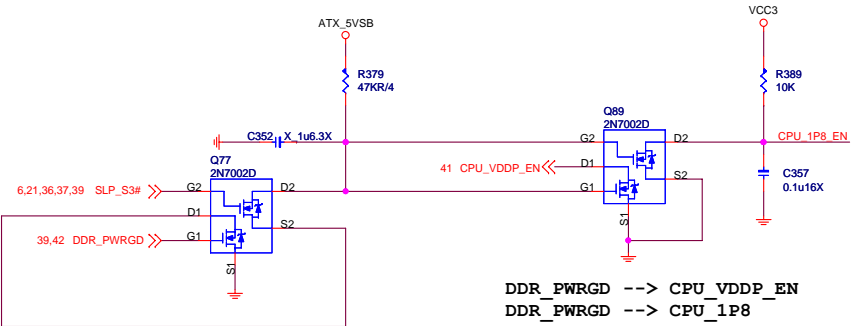 VCC3
ATX_5VSB
R379
47KR/4
R389
10K
Q89
2N7002D
C352 X_1u6.3X
G2 D2 CPU_1P8_EN
Q77
2N7002D
41 CPU_VDDP_EN D1
S2
C357
0.1u16X
6,21,36,37,39 SLP_S3# G2 D2
G1
D1
S2
S1
39,42 DDR_PWRGD G1
S1
DDR_PWRGD --> CPU_VDDP_EN
DDR_PWRGD --> CPU_1P8